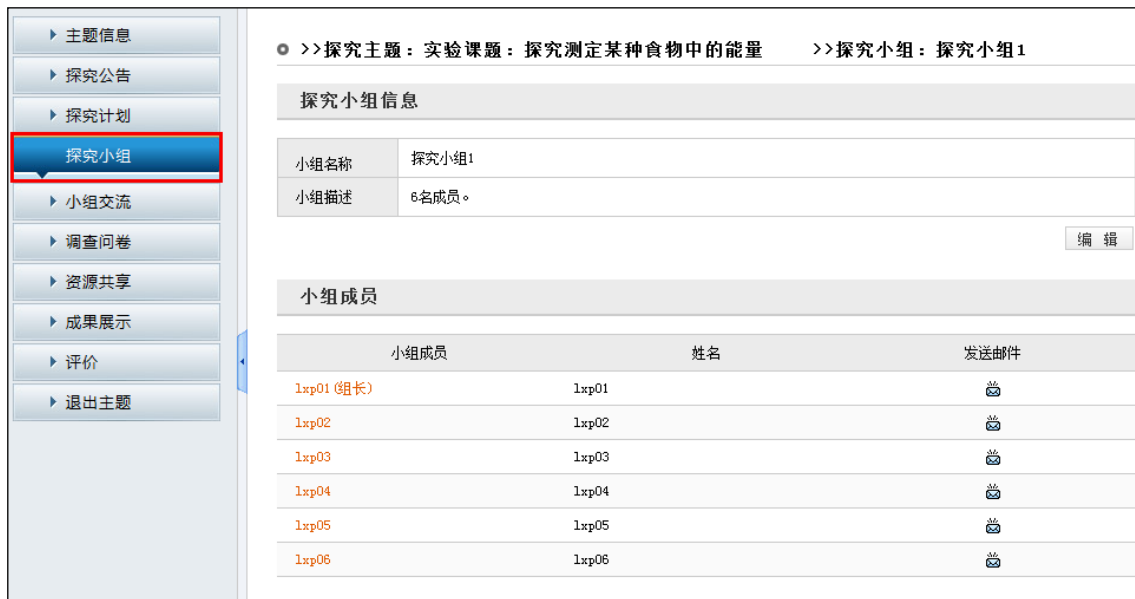 主题信息
探究公告
探究计划
探究小组
小组交流
调查问卷
资源共享
成果展示
评价
退出主题
>>探究主题：实验课题：探究测定某种食物中的能量 >>探究小组：探究小组1
探究小组信息
小组名称 探究小组1
小组描述 6名成员。
编 辑
小组成员
小组成员 姓名 发送邮件
lxp01(组长) lxp01
lxp02 lxp02
lxp03 lxp03
lxp04 lxp04
lxp05 lxp05
lxp06 lxp06